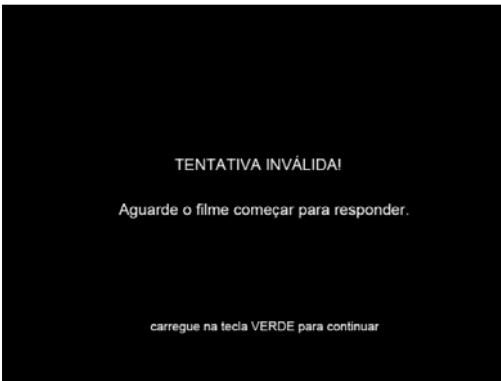 TENTATIVA INVÁLIDA!
Aguarde o filme começar para responder.
carregue na tecla VERDE para continuar